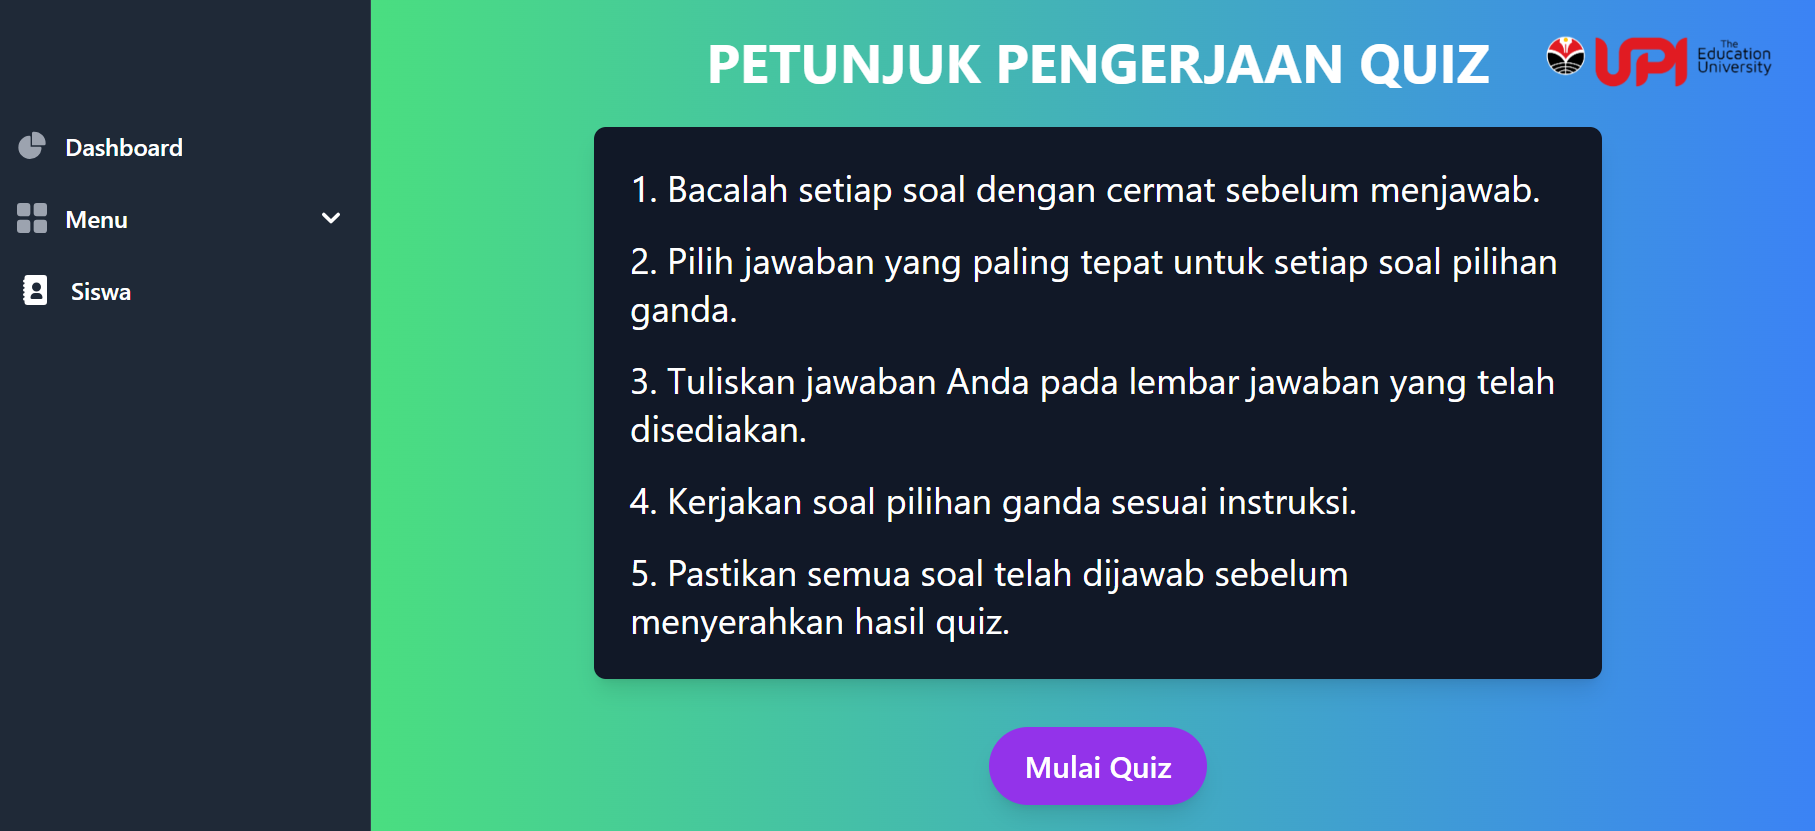 PETUNJUK PENGERJAAN QUIZ
UPI
The
Education
University
Dashboard
Menu
Siswa
1. Bacalah setiap soal dengan cermat sebelum menjawab.
2. Pilih jawaban yang paling tepat untuk setiap soal pilihan
ganda.
3. Tuliskan jawaban Anda pada lembar jawaban yang telah
disediakan.
4. Kerjakan soal pilihan ganda sesuai instruksi.
5. Pastikan semua soal telah dijawab sebelum
menyerahkan hasil quiz.
Mulai Quiz